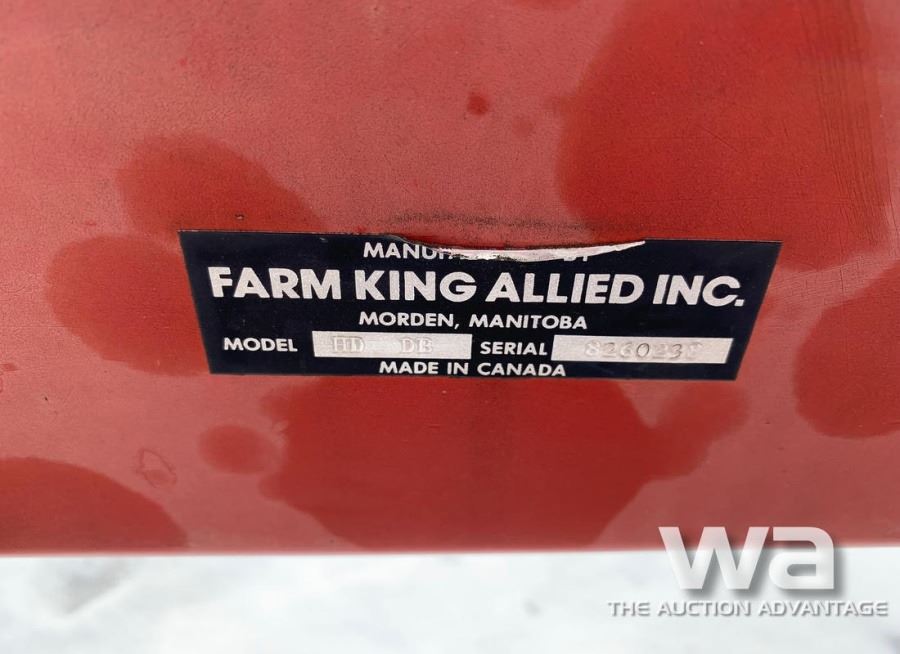 FARM KING ALLIED INC.
MORDEN, MANITOBA
MODEL HD DB SERIAL
MADE IN CANADA
wa
THE AUCTION ADVANTAGE